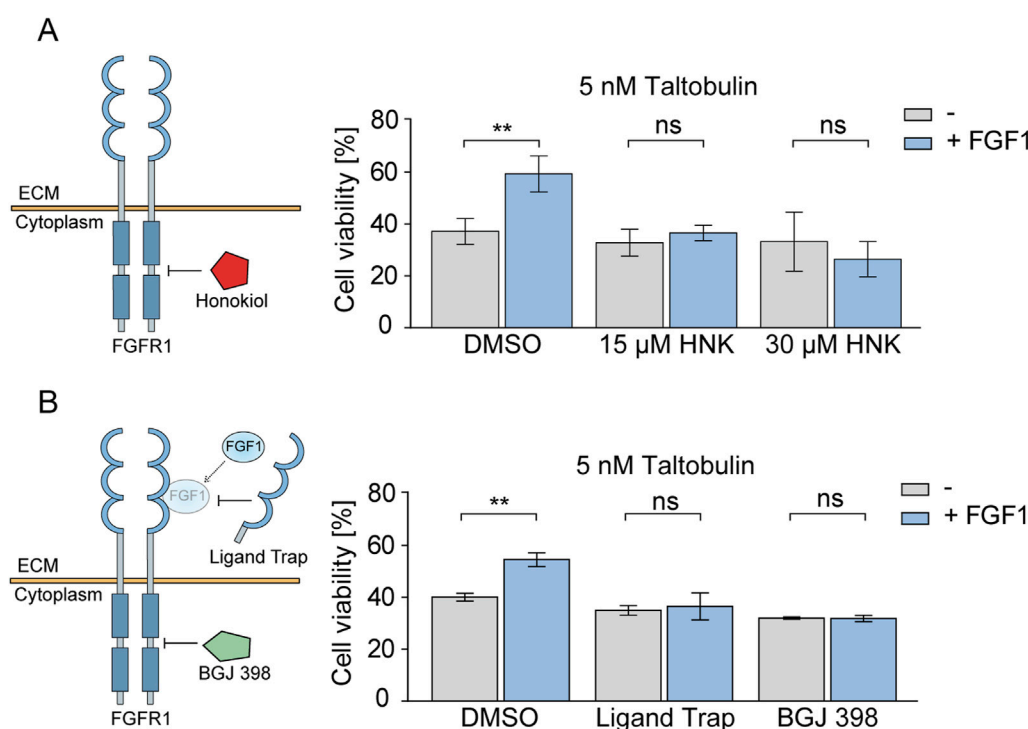 A
ECM
Cytoplasm
Honokiol
FGFR1
5 nM Taltobulin
-
+ FGF1
Cell viability [%]
80
60
40
20
0
**
ns
ns
DMSO
15 µM HNK
30 µM HNK
B
FGF1
FGF1
Ligand Trap
ECM
Cytoplasm
BGJ 398
FGFR1
5 nM Taltobulin
-
+ FGF1
Cell viability [%]
80
60
40
20
0
**
ns
ns
DMSO
Ligand Trap
BGJ 398